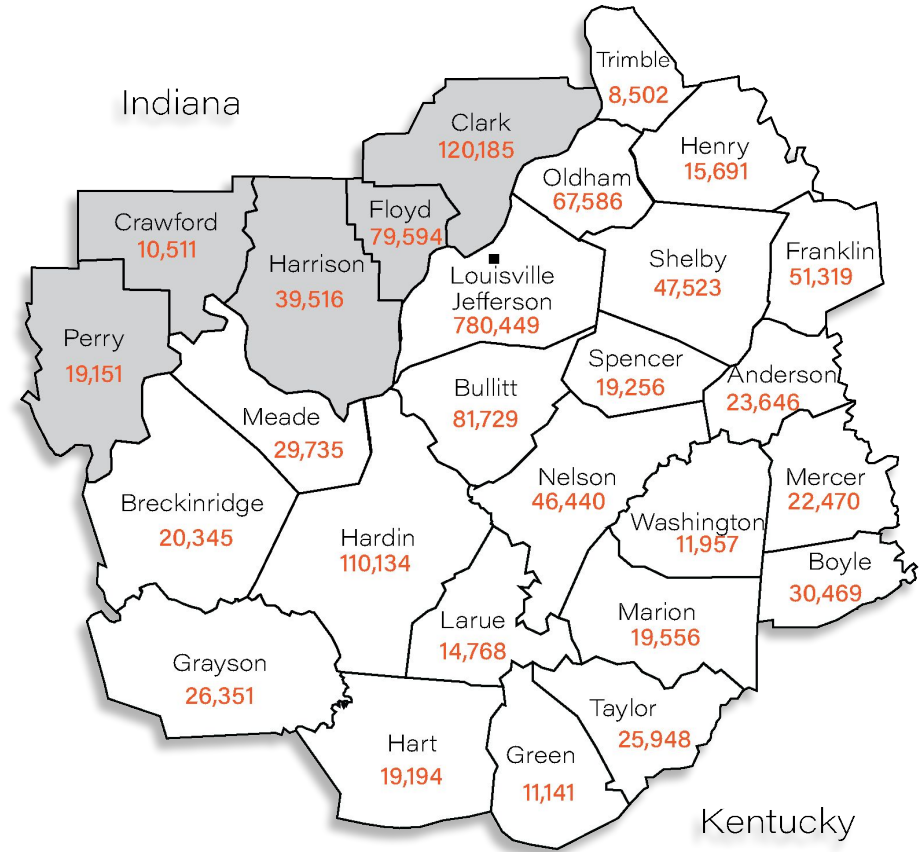 Indiana
Trimble
8,502
Clark
120,185
Henry
15,691
Oldham
67,586
Crawford
10,511
Floyd
79,594
Harrison
39,516
Louisville
Jefferson
780,449
Shelby
47,523
Franklin
51,319
Perry
19,151
Spencer
19,256
Anderson
23,646
Meade
29,735
Bullitt
81,729
Breckinridge
20,345
Hardin
110,134
Nelson
46,440
Washington
11,957
Mercer
22,470
Boyle
30,469
Larue
14,768
Marion
19,556
Grayson
26,351
Hart
19,194
Green
11,141
Taylor
25,948
Kentucky